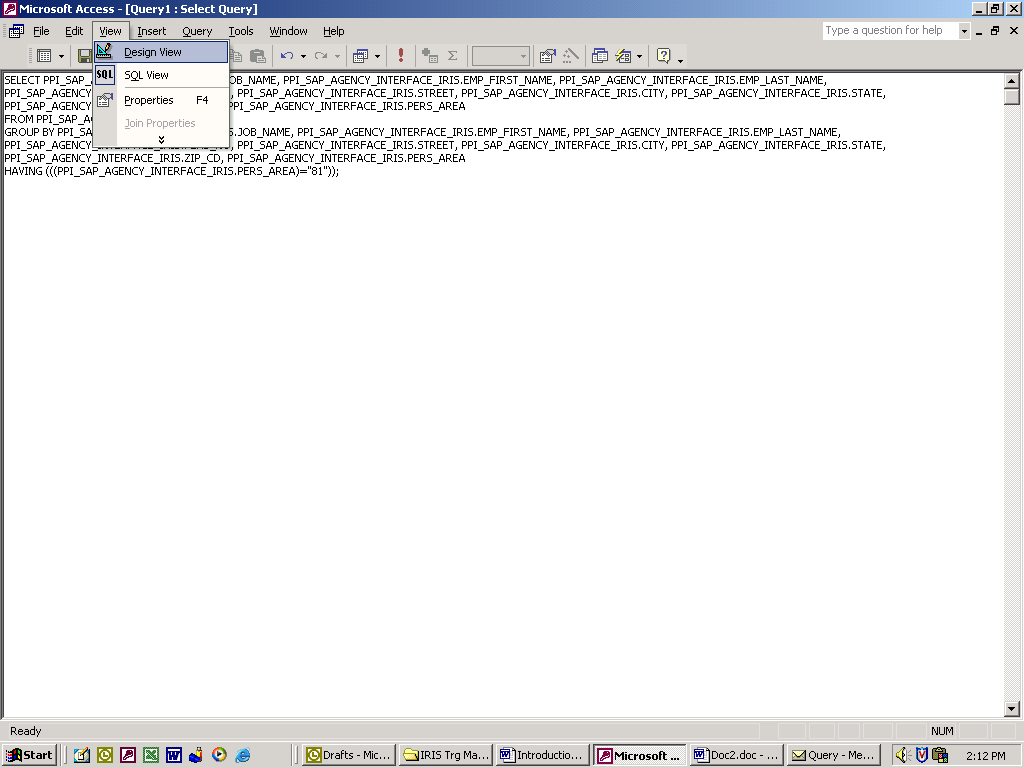 Microsoft Access - [Query1 : Select Query]
File Edit View Insert Query Tools Window Help Type a question for help
Design View
SQL SQL View
Properties F4
Join Properties
SELECT PPI_SAP_ JOB_NAME, PPI_SAP_AGENCY_INTERFACE_IRIS.EMP_FIRST_NAME, PPI_SAP_AGENCY_INTERFACE_IRIS.EMP_LAST_NAME,
PPI_SAP_AGENCY , PPI_SAP_AGENCY_INTERFACE_IRIS.STREET, PPI_SAP_AGENCY_INTERFACE_IRIS.CITY, PPI_SAP_AGENCY_INTERFACE_IRIS.STATE,
PPI_SAP_AGENCY PPI_SAP_AGENCY_INTERFACE_IRIS.PERS_AREA
FROM PPI_SAP_AG
GROUP BY PPI_SA .JOB_NAME, PPI_SAP_AGENCY_INTERFACE_IRIS.EMP_FIRST_NAME, PPI_SAP_AGENCY_INTERFACE_IRIS.EMP_LAST_NAME,
PPI_SAP_AGENCY , PPI_SAP_AGENCY_INTERFACE_IRIS.STREET, PPI_SAP_AGENCY_INTERFACE_IRIS.CITY, PPI_SAP_AGENCY_INTERFACE_IRIS.STATE,
PPI_SAP_AGENCY_INTERFACE_IRIS.ZIP_CD, PPI_SAP_AGENCY_INTERFACE_IRIS.PERS_AREA
HAVING (((PPI_SAP_AGENCY_INTERFACE_IRIS.PERS_AREA)="81"));
Ready NUM
Start Drafts - Mic... IRIS Trg Ma... Introductio... Microsoft ... Doc2.doc - ... Query - Me... 2:12 PM